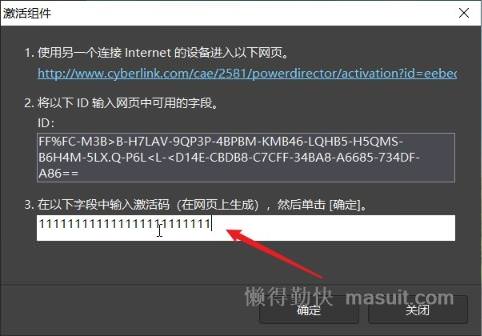 激活组件
1. 使用另一个连接 Internet 的设备进入以下网页。
http://www.cyberlink.com/cae/2581/powerdirector/activation?id=eebec
2. 将以下 ID 输入网页中可用的字段。
ID：
FF%FC-M3B>B-H7LAV-9QP3P-4BPBM-KMB46-LQHB5-H5QMS-
B6H4M-5LX.Q-P6L<L-<D14E-CBDB8-C7CFF-34BA8-A6685-734DF-
A86==
3. 在以下字段中输入激活码（在网页上生成），然后单击 [确定]。
1111111111111111111111111
懒得勤快 masuit.com
确定 关闭